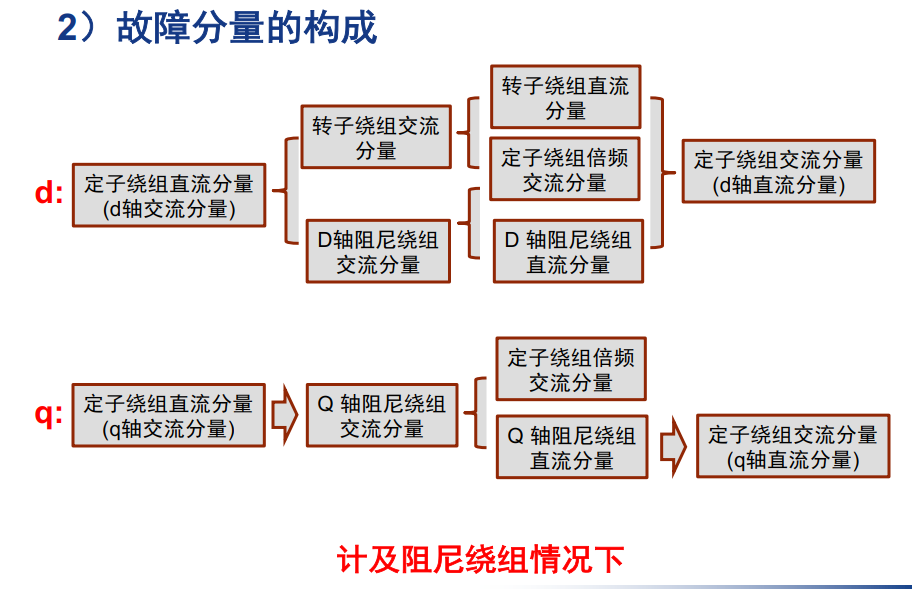 2）故障分量的构成
d:
定子绕组直流分量
(d轴交流分量)
转子绕组交流
分量
D轴阻尼绕组
交流分量
转子绕组直流
分量
定子绕组倍频
交流分量
D 轴阻尼绕组
直流分量
定子绕组交流分量
(d轴直流分量)
q:
定子绕组直流分量
(q轴交流分量)
Q 轴阻尼绕组
交流分量
定子绕组倍频
交流分量
Q 轴阻尼绕组
直流分量
定子绕组交流分量
(q轴直流分量)
计及阻尼绕组情况下